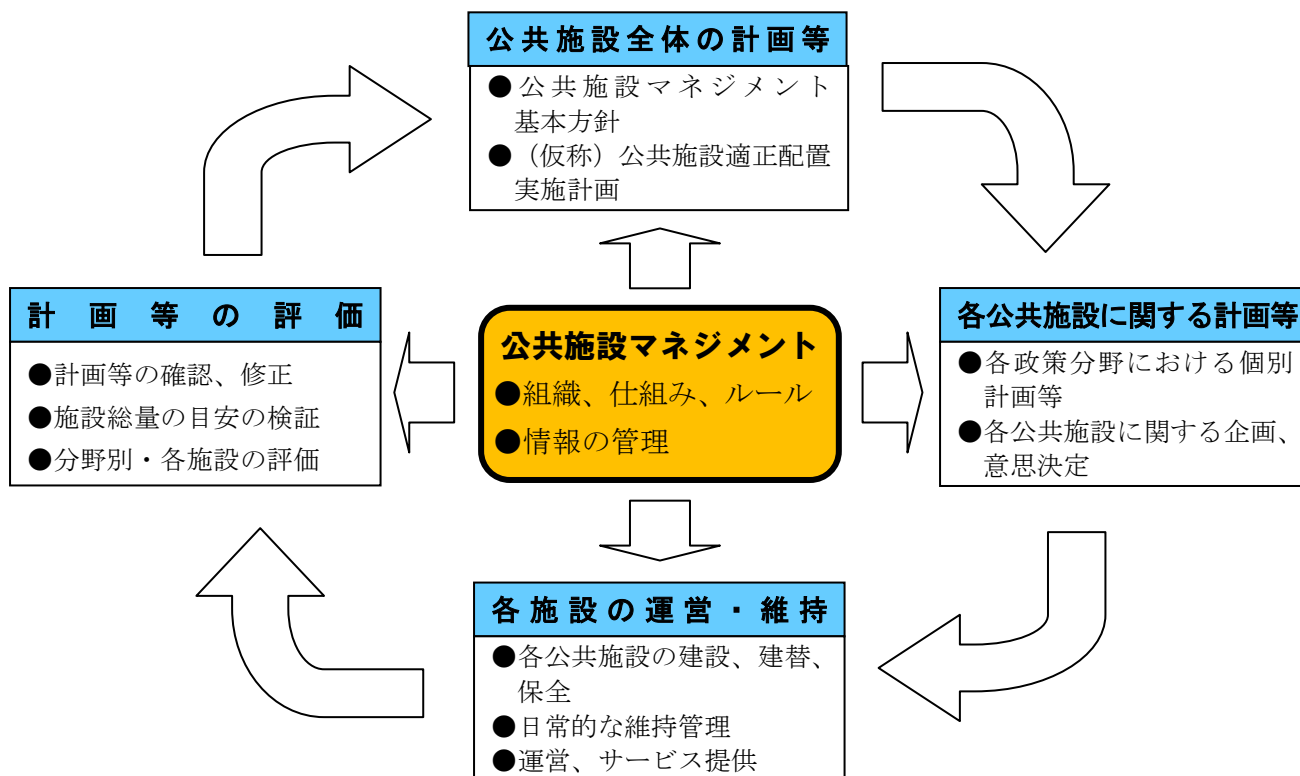 公共施設全体の計画等
●公共施設マネジメント
基本方針
●（仮称）公共施設適正配置
実施計画
計画等の評価
●計画等の確認、修正
●施設総量の目安の検証
●分野別・各施設の評価
公共施設マネジメント
●組織、仕組み、ルール
●情報の管理
各公共施設に関する計画等
●各政策分野における個別
計画等
●各公共施設に関する企画、
意思決定
各施設の運営・維持
●各公共施設の建設、建替、
保全
●日常的な維持管理
●運営、サービス提供